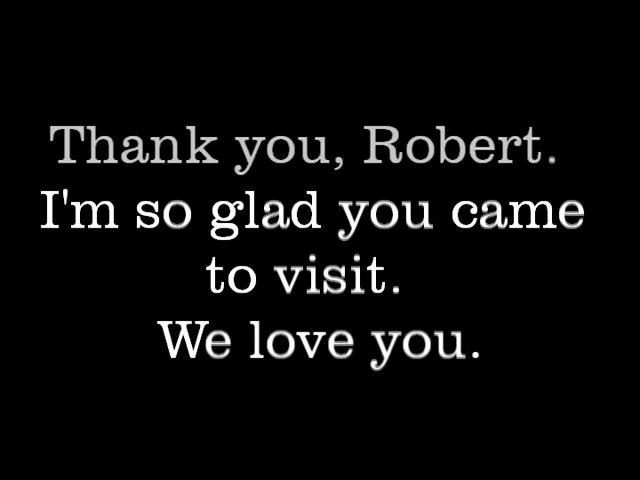 Thank you, Robert.
I'm so glad you came
to visit.
We love you.